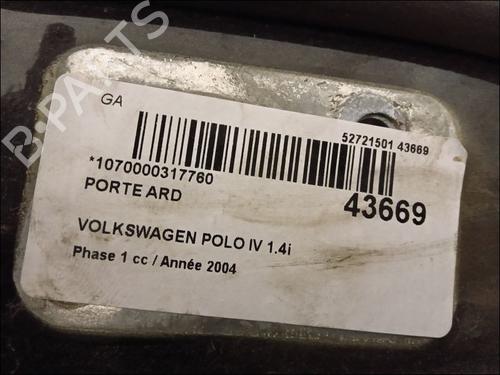 GA
52721501 43669
*1070000317760
PORTE ARD
43669
VOLKSWAGEN POLO IV 1.4i
Phase 1 cc / Année 2004
B-PARTS